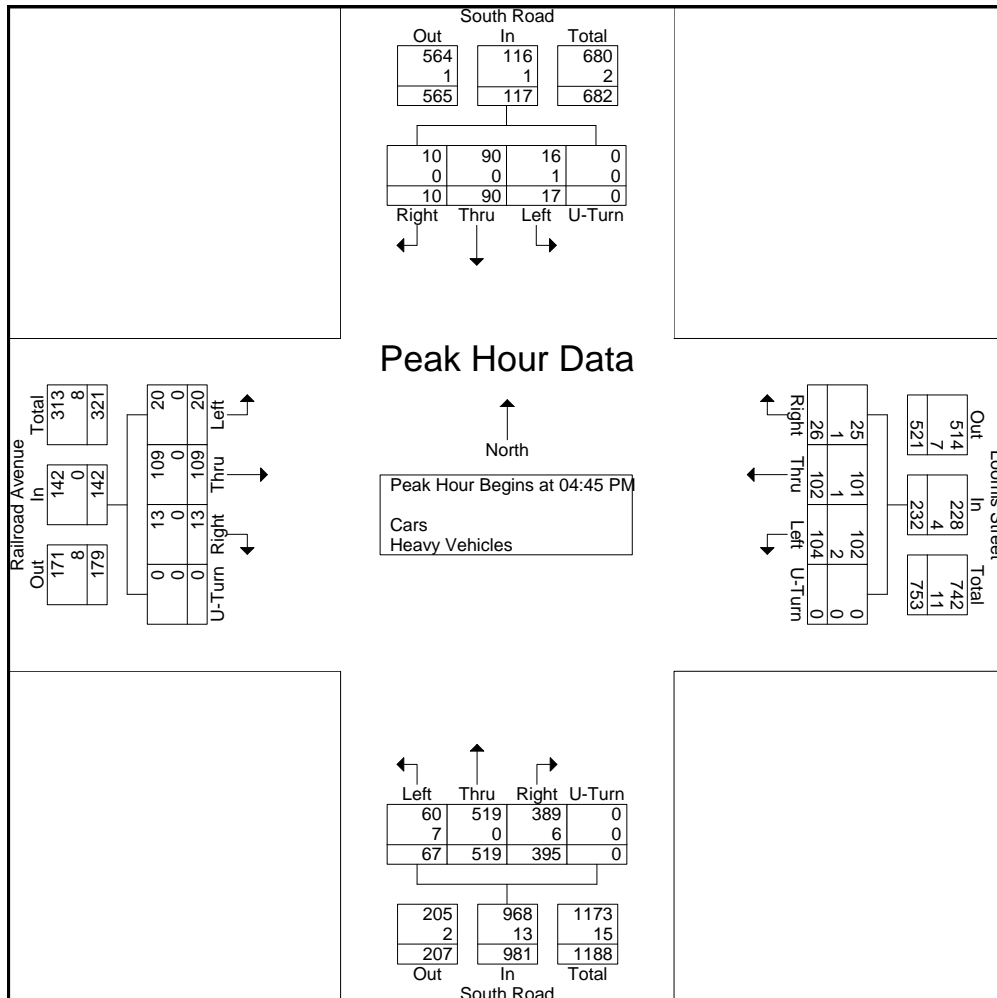 South Road
Out In Total
564 116 680
1 1 2
565 117 682
10 90 16 0
0 0 1 0
10 90 17 0
Right Thru Left U-Turn
Peak Hour Data
North
Peak Hour Begins at 04:45 PM
Cars
Heavy Vehicles
Railroad Avenue
Out In Total
171 142 313
8 0 8
179 142 321
20 0 20
109 0 109
13 0 13
0 0 0
Left
Thru
Right
U-Turn
Right
Thru
Left
U-Turn
25 1 26
101 1 102
102 2 104
0 0 0
Out In Total
514 228 742
7 4 11
521 232 753
Loomis Street
Left Thru Right U-Turn
60 519 389 0
7 0 6 0
67 519 395 0
205 968 1173
2 13 15
207 981 1188
Out In Total
South Road